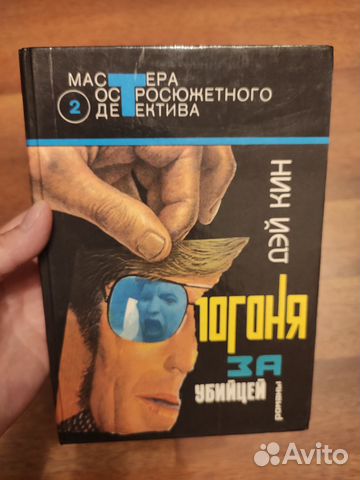 МАСТЕРА
2
ОСТРОСЮЖЕТНОГО
ДЕТЕКТИВА
ДЭЙ КИН
ПОГОНЯ
ЗА
УБИЙЦЕЙ
романы
Avito